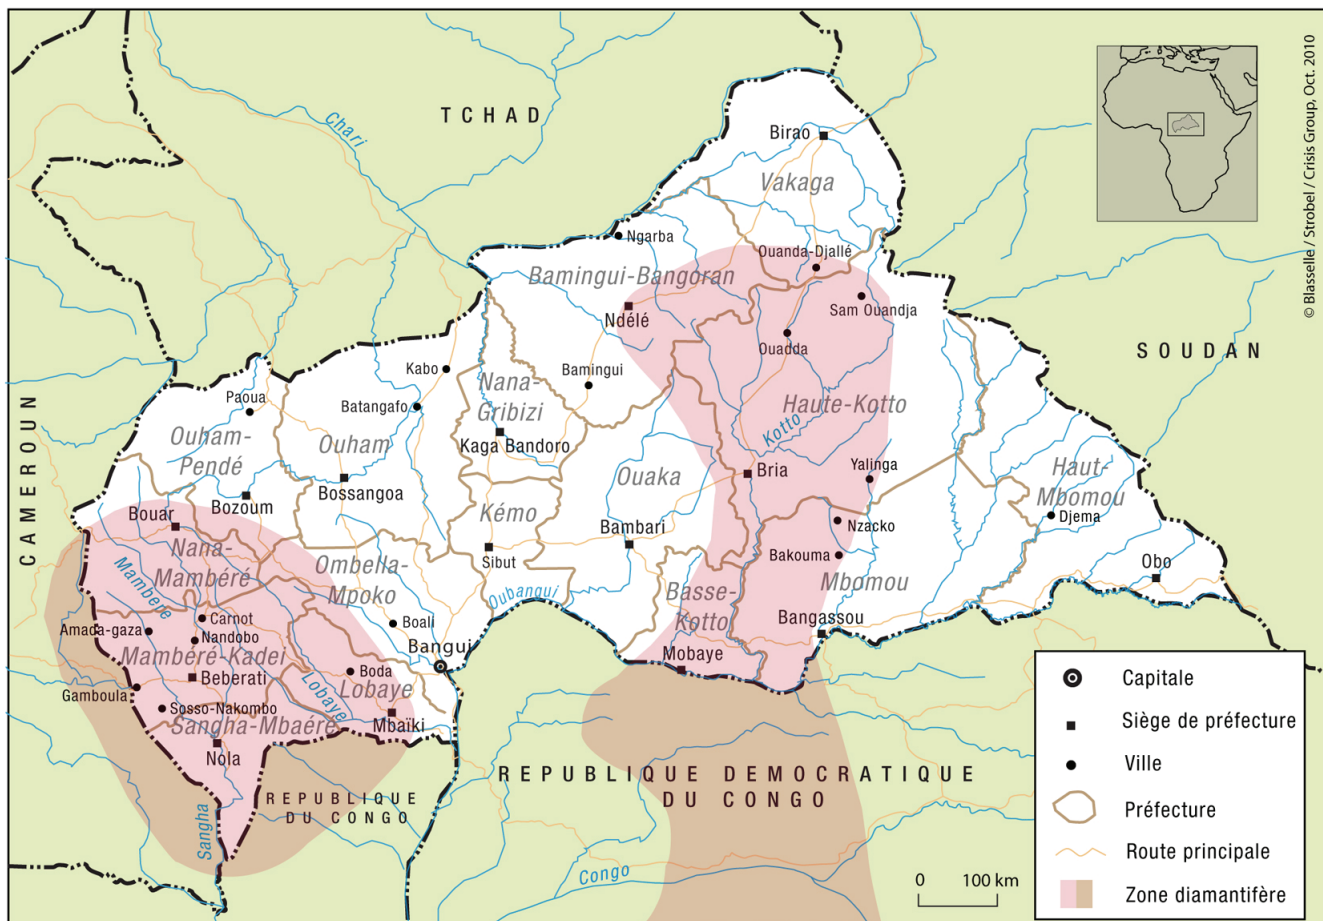 TCHAD
Chari
Birao
Vakaga
Ngarba
Ouanda-Djallé
Bamingui-Bangoran
Sam Ouandja
Ndélé
Ouadda
SOUDAN
CAMEROUN
Kabo
Bamingui
Nana-
Gribizi
Paoua
Batangafo
Haute-Kotto
Ouham-
Pendé
Ouham
Kaga Bandoro
Kotto
Bria
Yalinga
Ouaka
Haut-
Mbomou
Djema
Bossangoa
Bozoum
Bouar
Kémo
Bambari
Nzacko
Nana-
Mambéré
Mambere
Sibut
Bakouma
Mbomou
Obo
Ombella-
Mpoko
Oubangui
Basse-
Kotto
Bangassou
Carnot
Boali
Amada-gaza
Nandobo
Bangui
Mambéré-Kadei
Mobaye
Beberati
Boda
Gamboula
Lobaye
Lobaye
Sosso-Nakombo
Sangha-Mbaéré
Mbaïki
Nola
REPUBLIQUE DEMOCRATIQUE
DU CONGO
REPUBLIQUE
DU CONGO
Sangha
Congo
0 100 km
Capitale
Siège de préfecture
Ville
Préfecture
Route principale
Zone diamantifère
© Blasselle / Strobel / Crisis Group, Oct. 2010